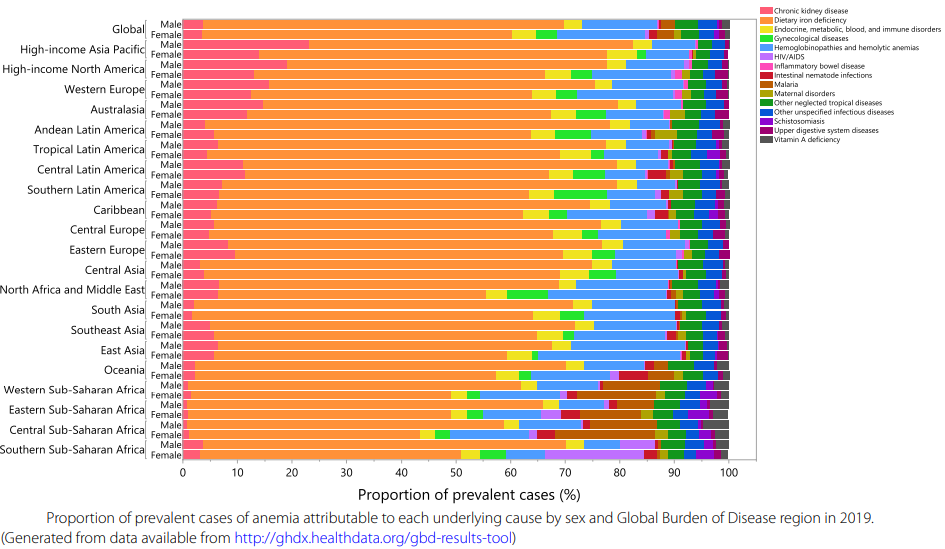 Chronic kidney disease
Dietary iron deficiency
Endocrine, metabolic, blood, and immune disorders
Gynecological diseases
Hemoglobinopathies and hemolytic anemias
HIV/AIDS
Inflammatory bowel disease
Intestinal nematode infections
Malaria
Maternal disorders
Other neglected tropical diseases
Other unspecified infectious diseases
Schistosomiasis
Upper digestive system diseases
Vitamin A deficiency
Global Male
Female
High-income Asia Pacific Male
Female
High-income North America Male
Female
Western Europe Male
Female
Australasia Male
Female
Andean Latin America Male
Female
Tropical Latin America Male
Female
Central Latin America Male
Female
Southern Latin America Male
Female
Caribbean Male
Female
Central Europe Male
Female
Eastern Europe Male
Female
Central Asia Male
Female
North Africa and Middle East Male
Female
South Asia Male
Female
Southeast Asia Male
Female
East Asia Male
Female
Oceania Male
Female
Western Sub-Saharan Africa Male
Female
Eastern Sub-Saharan Africa Male
Female
Central Sub-Saharan Africa Male
Female
Southern Sub-Saharan Africa Male
Female
0 10 20 30 40 50 60 70 80 90 100
Proportion of prevalent cases (%)
Proportion of prevalent cases of anemia attributable to each underlying cause by sex and Global Burden of Disease region in 2019.
(Generated from data available from http://ghdx.healthdata.org/gbd-results-tool)